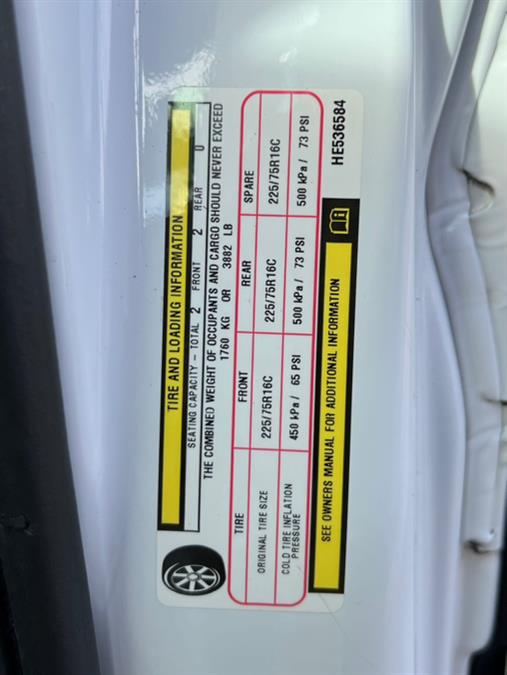 TIRE AND LOADING INFORMATION
SEATING CAPACITY - TOTAL 2 FRONT 2 REAR 0
THE COMBINED WEIGHT OF OCCUPANTS AND CARGO SHOULD NEVER EXCEED
1760 KG OR 3882 LB
TIRE FRONT REAR SPARE
ORIGINAL TIRE SIZE 225/75R16C 225/75R16C 225/75R16C
COLD TIRE INFLATION PRESSURE 450 kPa / 65 PSI 500 kPa / 73 PSI 500 kPa / 73 PSI
SEE OWNERS MANUAL FOR ADDITIONAL INFORMATION
HE536584